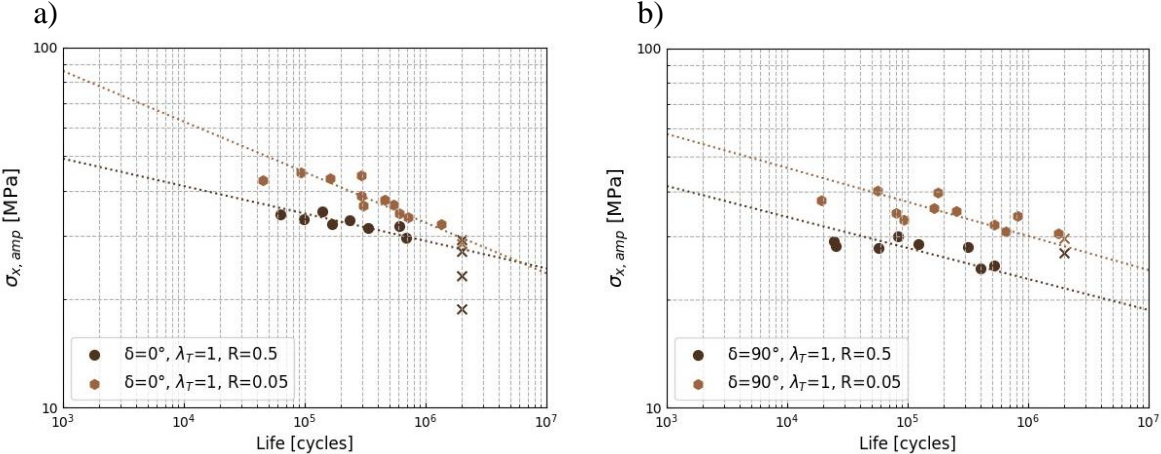 a)
100
10
σx, amp [MPa]
10³ 10⁴ 10⁵ 10⁶ 10⁷
Life [cycles]
δ=0°, λT=1, R=0.5
δ=0°, λT=1, R=0.05
b)
100
10
σx, amp [MPa]
10³ 10⁴ 10⁵ 10⁶ 10⁷
Life [cycles]
δ=90°, λT=1, R=0.5
δ=90°, λT=1, R=0.05